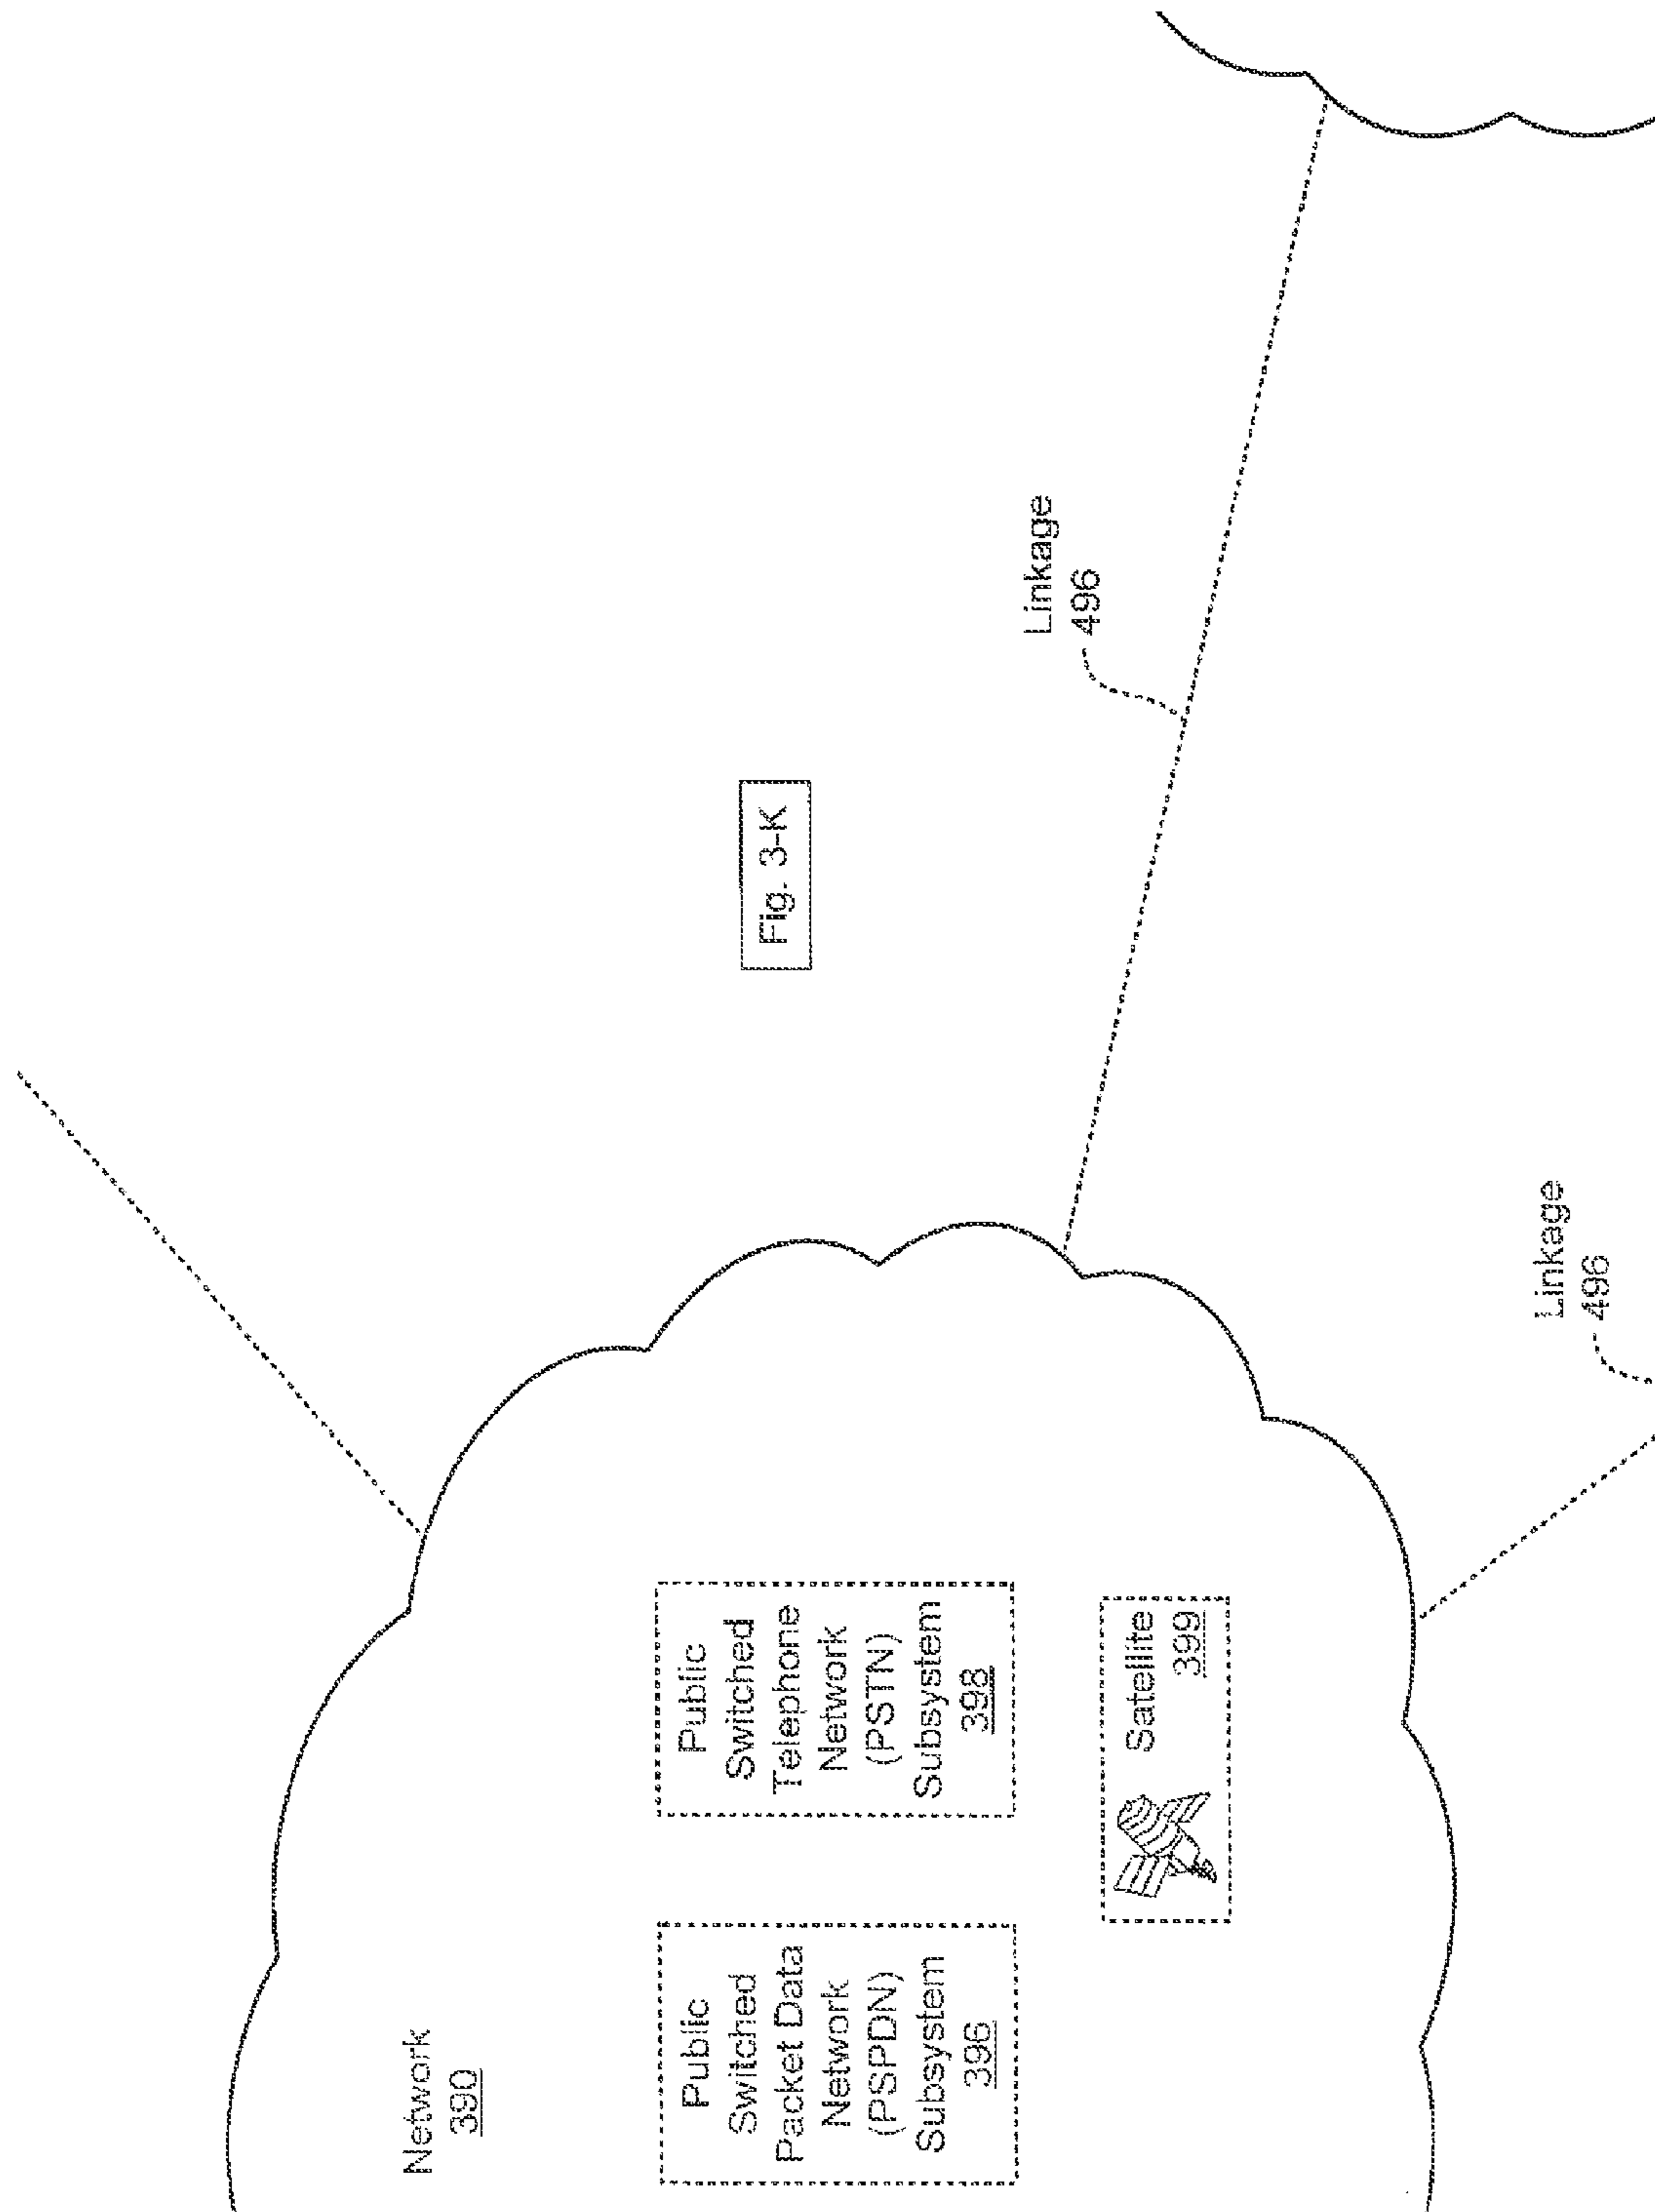 Network
390
Public
Switched
Packet Data
Network
(PSPDN)
Subsystem
396
Public
Switched
Telephone
Network
(PSTN)
Subsystem
398
Satellite
399
Fig. 3-K
Linkage
496
Linkage
496